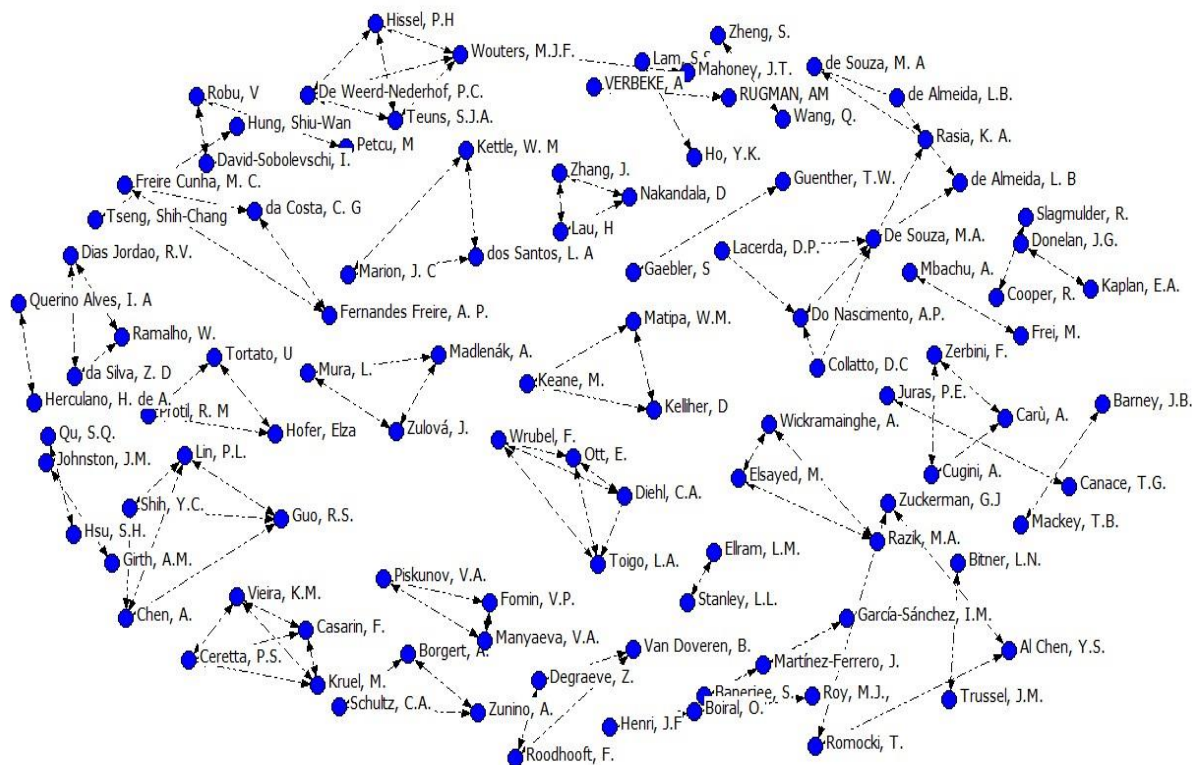 Hissel, P.H
Zheng, S.
Wouters, M.J.F.
Lam, S.S
Mahoney, J.T.
de Souza, M. A
VERBEKE, A
De Weerd-Nederhof, P.C.
RUGMAN, AM
de Almeida, L.B.
Robu, V
Teuns, S.J.A.
Wang, Q.
Hung, Shiu-Wan
Petcu, M
Rasia, K. A.
Kettle, W. M
Ho, Y.K.
David-Sobolevschi, I.
Zhang, J.
Guenther, T.W.
de Almeida, L. B
Freire Cunha, M. C.
Nakandala, D
da Costa, C. G
Slagmulder, R.
Tseng, Shih-Chang
Lau, H
De Souza, M.A.
Donelan, J.G.
Dias Jordao, R.V.
dos Santos, L. A
Lacerda, D.P.
Marion, J. C
Gaebler, S
Mbachu, A.
Kaplan, E.A.
Cooper, R.
Querino Alves, I. A
Fernandes Freire, A. P.
Matipa, W.M.
Do Nascimento, A.P.
Frei, M.
Ramalho, W.
Tortato, U
Madlenák, A.
Zerbini, F.
Mura, L.
Collatto, D.C
da Silva, Z. D
Keane, M.
Juras, P.E.
Herculano, H. de A.
Protil, R. M
Kelliher, D
Barney, J.B.
Carù, A.
Wickramainghe, A.
Hofer, Elza
Zulová, J.
Qu, S.Q.
Wrubel, F.
Lin, P.L.
Ott, E.
Johnston, J.M.
Elsayed, M.
Cugini, A.
Canace, T.G.
Diehl, C.A.
Shih, Y.C.
Zuckerman, G.J
Guo, R.S.
Mackey, T.B.
Hsu, S.H.
Razik, M.A.
Ellram, L.M.
Girth, A.M.
Toigo, L.A.
Bitner, L.N.
Piskunov, V.A.
Vieira, K.M.
Fomin, V.P.
Stanley, L.L.
Chen, A.
García-Sánchez, I.M.
Casarin, F.
Manyaeva, V.A.
Borgert, A.
Van Doveren, B.
Al Chen, Y.S.
Ceretta, P.S.
Martínez-Ferrero, J.
Degraeve, Z.
Kruel, M.
Banerjee, S.
Roy, M.J.,
Trussel, J.M.
Schultz, C.A.
Zunino, A.
Boiral, O.
Henri, J.F
Romocki, T.
Roodhooft, F.